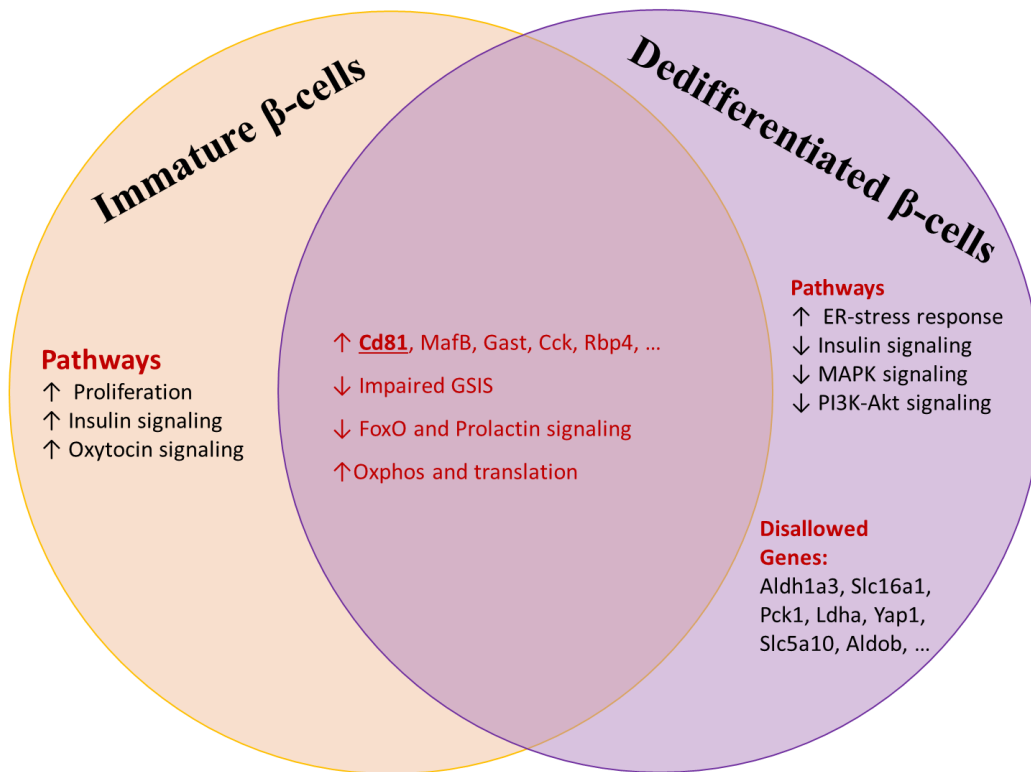 Immature β-cells
Dedifferentiated β-cells
Pathways
↑ Proliferation
↑ Insulin signaling
↑ Oxytocin signaling
↑ Cd81, MafB, Gast, Cck, Rbp4, ...
↓ Impaired GSIS
↓ FoxO and Prolactin signaling
↑Oxphos and translation
Pathways
↑ ER-stress response
↓ Insulin signaling
↓ MAPK signaling
↓ PI3K-Akt signaling
Disallowed
Genes:
Aldh1a3, Slc16a1,
Pck1, Ldha, Yap1,
Slc5a10, Aldob, ...